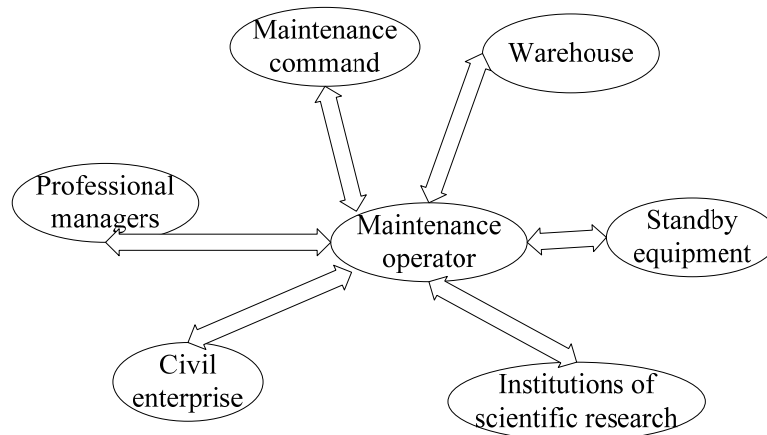 Maintenance
command
Warehouse
Professional
managers
Maintenance
operator
Standby
equipment
Civil
enterprise
Institutions of
scientific research